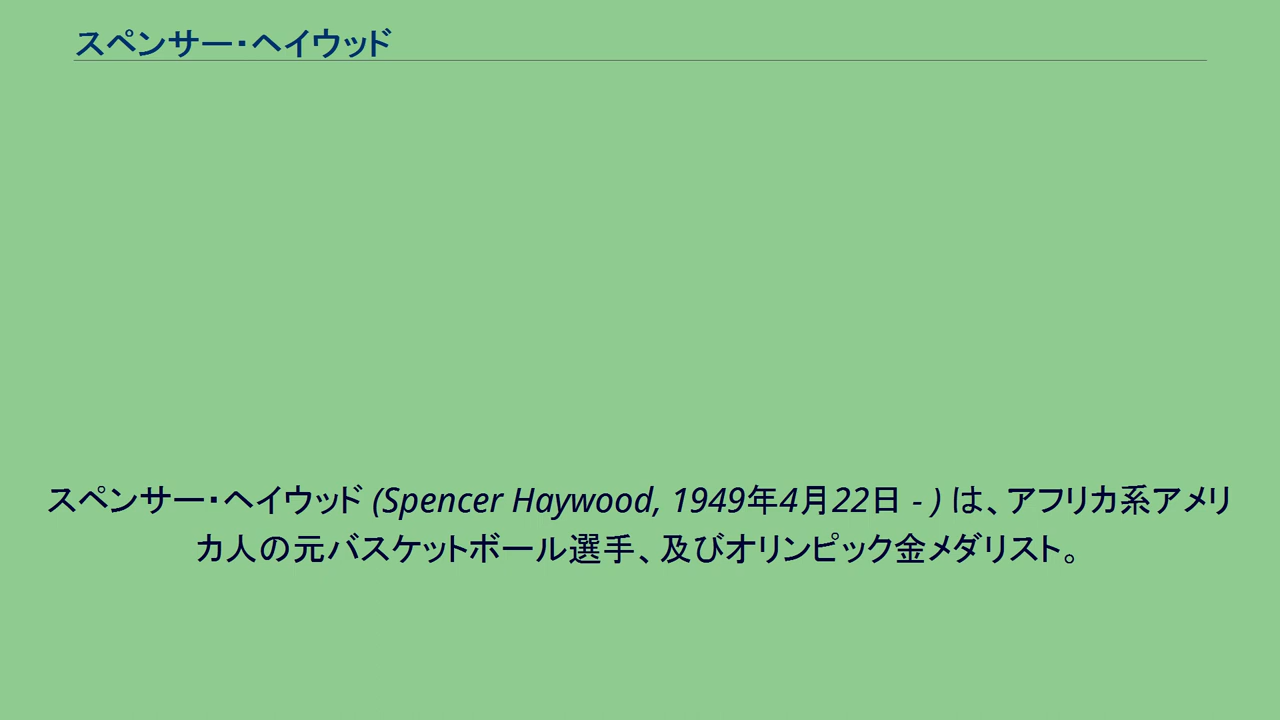 スペンサー・ヘイウッド
スペンサー・ヘイウッド (Spencer Haywood, 1949年4月22日 - ) は、アフリカ系アメリ
カ人の元バスケットボール選手、及びオリンピック金メダリスト。